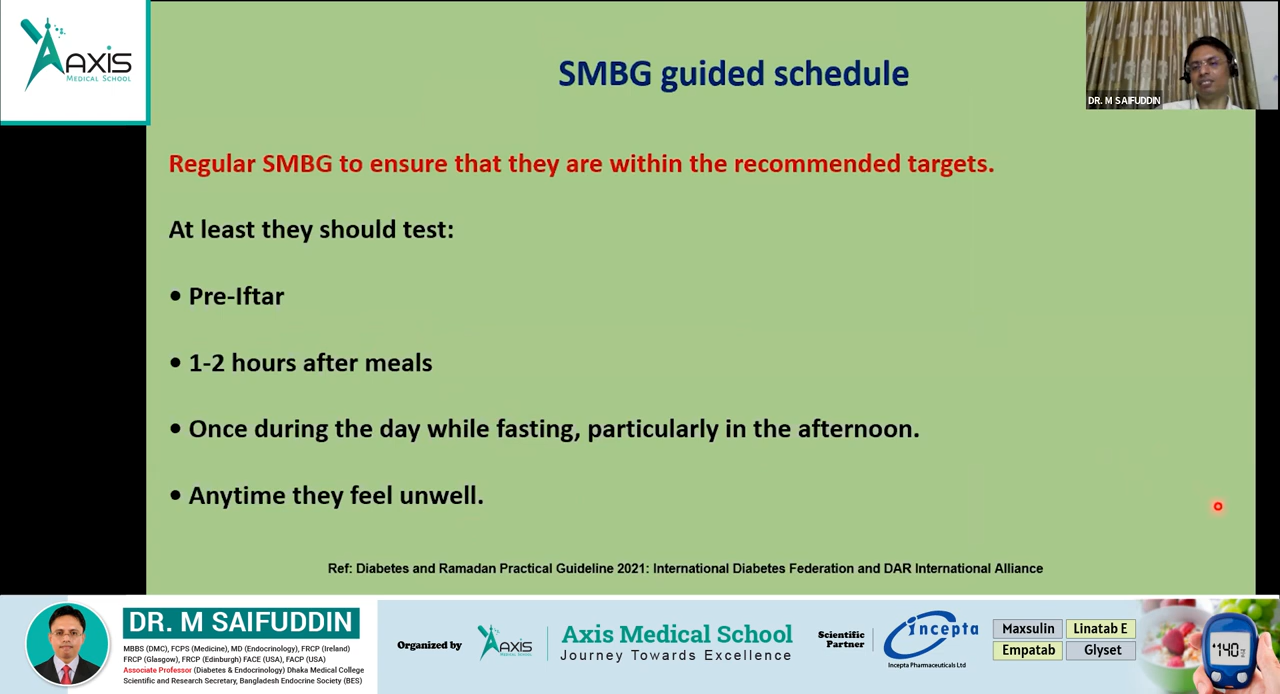 AXIS
MEDICAL SCHOOL
SMBG guided schedule
DR. M SAIFUDDIN
Regular SMBG to ensure that they are within the recommended targets.
At least they should test:
• Pre-Iftar
• 1-2 hours after meals
• Once during the day while fasting, particularly in the afternoon.
• Anytime they feel unwell.
Ref: Diabetes and Ramadan Practical Guideline 2021: International Diabetes Federation and DAR International Alliance
DR. M SAIFUDDIN
MBBS (DMC), FCPS (Medicine), MD (Endocrinology), FRCP (Ireland)
FRCP (Glasgow), FRCP (Edinburgh) FACE (USA), FACP (USA)
Associate Professor (Diabetes & Endocrinology) Dhaka Medical College
Scientific and Research Secretary, Bangladesh Endocrine Society (BES)
Organized by
AXIS
Axis Medical School
Journey Towards Excellence
Scientific
Partner
incepta
Incepta Pharmaceuticals Ltd
Maxsulin
Linatab E
Empatab
Glyset
140